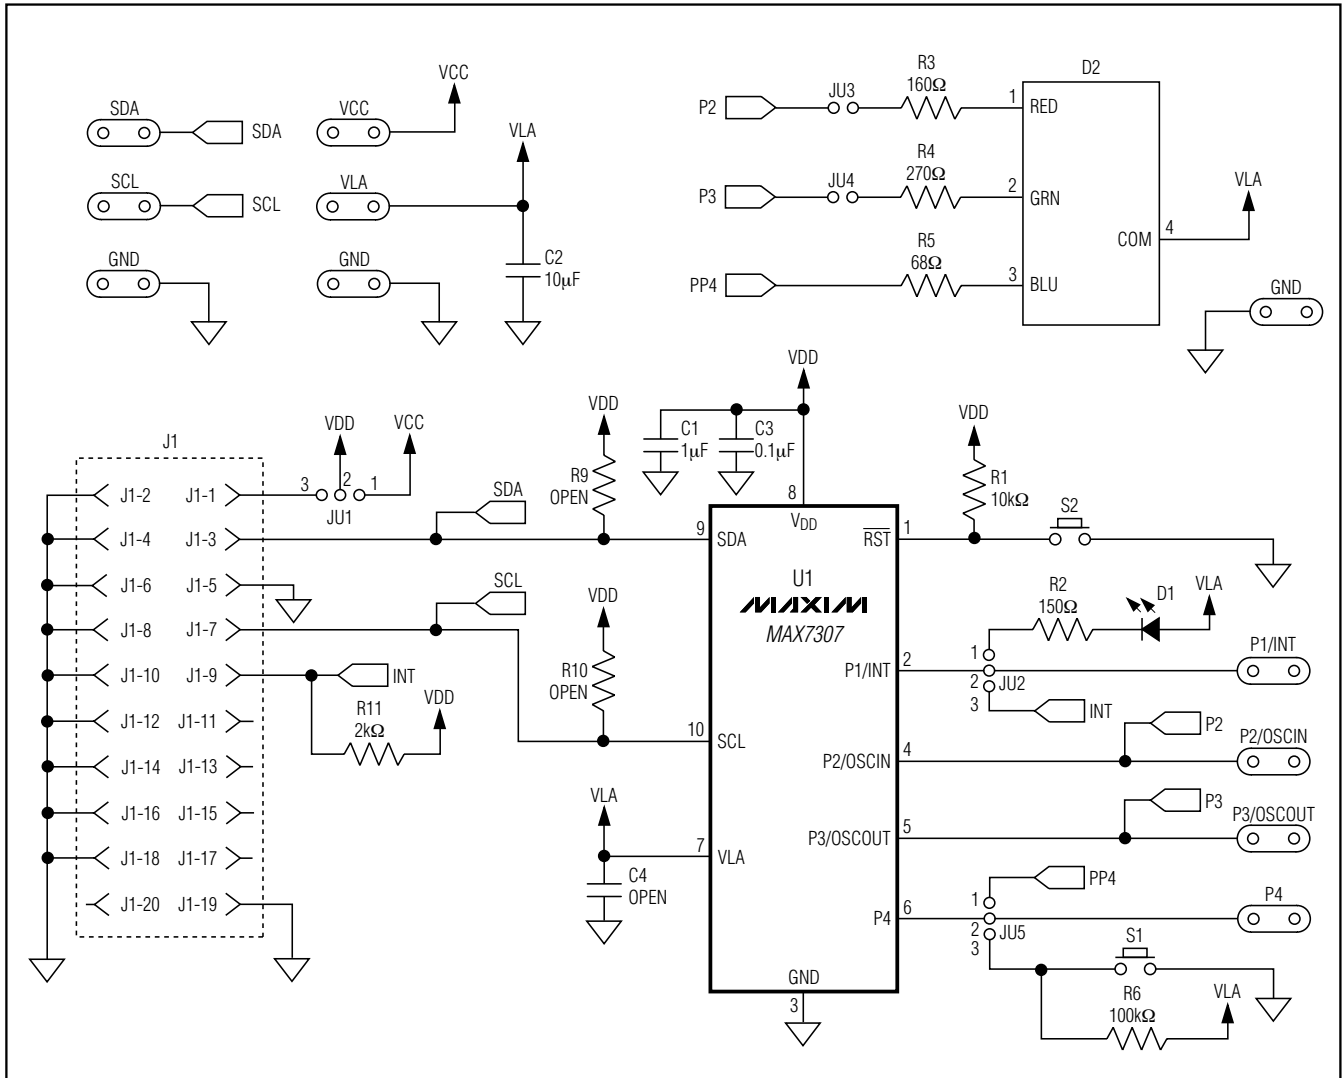 SDA
SDA
VCC
VCC
SCL
SCL
VLA
VLA
GND
GND
C2
10µF
P2
JU3
R3
160Ω
1
RED
D2
P3
JU4
R4
270Ω
2
GRN
PP4
R5
68Ω
3
BLU
COM
4
VLA
GND
J1
J1-2
J1-1
J1-4
J1-3
J1-6
J1-5
J1-8
J1-7
J1-10
J1-9
J1-12
J1-11
J1-14
J1-13
J1-16
J1-15
J1-18
J1-17
J1-20
J1-19
VDD
VCC
3
2
1
JU1
SDA
SCL
INT
R11
2kΩ
VDD
VDD
R9
OPEN
VDD
R10
OPEN
VLA
C4
OPEN
C1
1µF
C3
0.1µF
VDD
8
VDD
9
SDA
10
SCL
7
VLA
U1
MAXIM
MAX7307
RST
1
P1/INT
2
P2/OSCIN
4
P3/OSCOUT
5
P4
6
GND
3
VDD
R1
10kΩ
S2
R2
150Ω
D1
VLA
1
2
3
JU2
INT
P1/INT
P2
P2/OSCIN
P3
P3/OSCOUT
PP4
1
2
3
JU5
P4
S1
R6
100kΩ
VLA